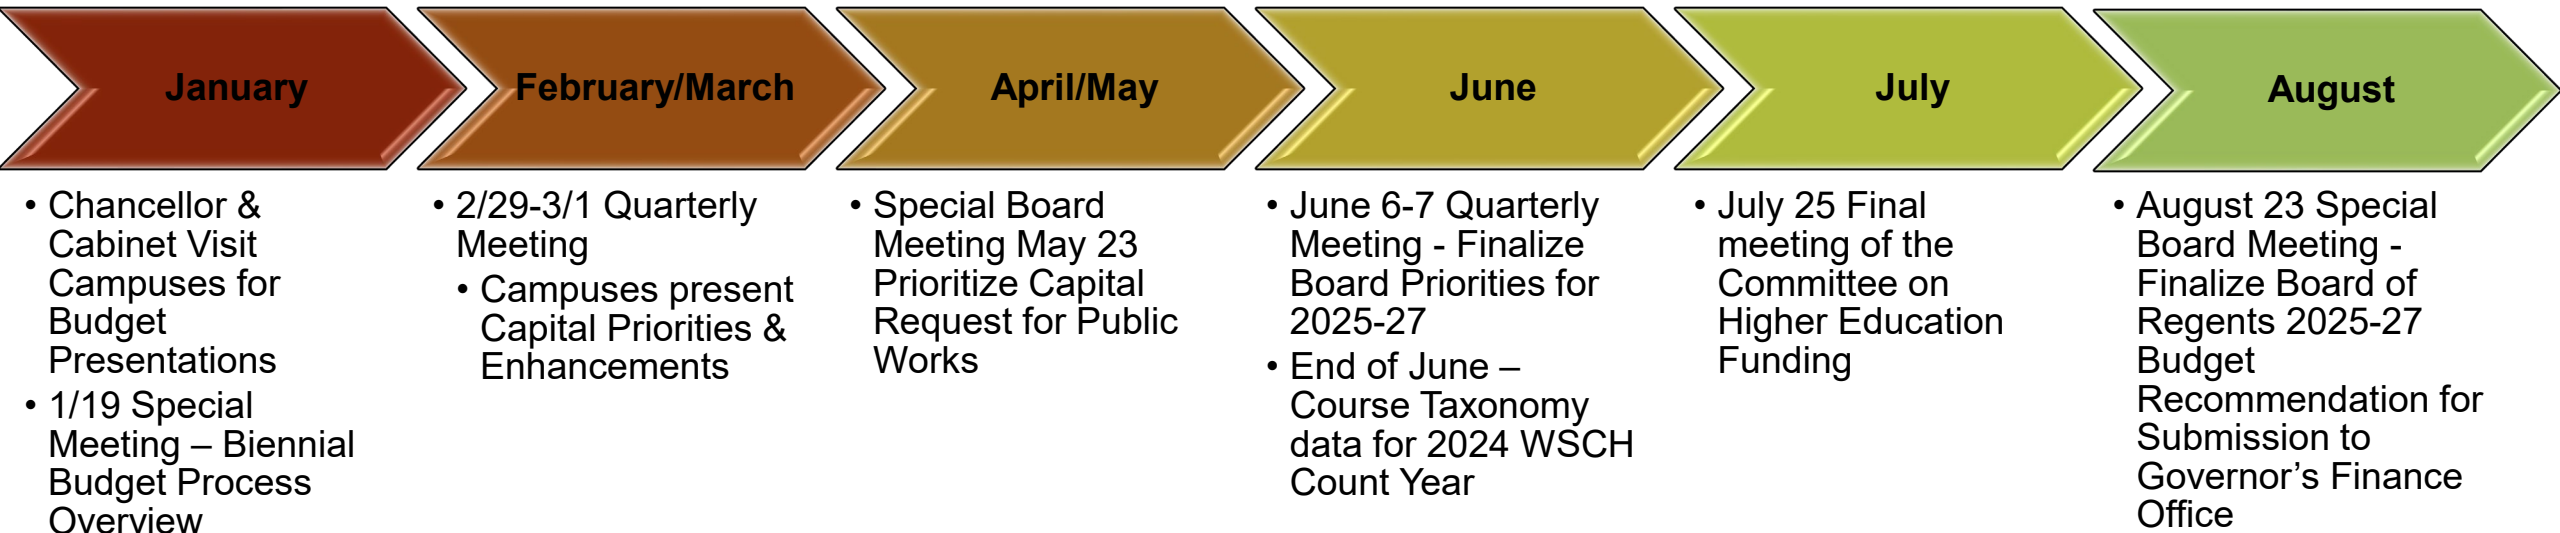 January
• Chancellor &
Cabinet Visit
Campuses for
Budget
Presentations
• 1/19 Special
Meeting – Biennial
Budget Process
Overview
February/March
• 2/29-3/1 Quarterly
Meeting
• Campuses present
Capital Priorities &
Enhancements
April/May
• Special Board
Meeting May 23
Prioritize Capital
Request for Public
Works
June
• June 6-7 Quarterly
Meeting - Finalize
Board Priorities for
2025-27
• End of June –
Course Taxonomy
data for 2024 WSCH
Count Year
July
• July 25 Final
meeting of the
Committee on
Higher Education
Funding
August
• August 23 Special
Board Meeting -
Finalize Board of
Regents 2025-27
Budget
Recommendation for
Submission to
Governor’s Finance
Office